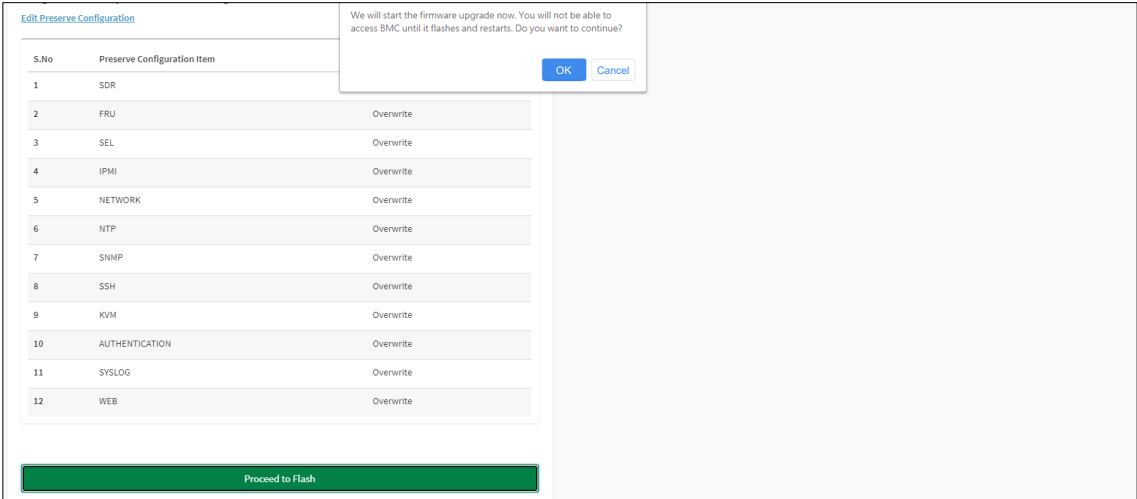 Edit Preserve Configuration
We will start the firmware upgrade now. You will not be able to
access BMC until it flashes and restarts. Do you want to continue?
OK Cancel
S.No Preserve Configuration Item
1 SDR
2 FRU Overwrite
3 SEL Overwrite
4 IPMI Overwrite
5 NETWORK Overwrite
6 NTP Overwrite
7 SNMP Overwrite
8 SSH Overwrite
9 KVM Overwrite
10 AUTHENTICATION Overwrite
11 SYSLOG Overwrite
12 WEB Overwrite
Proceed to Flash